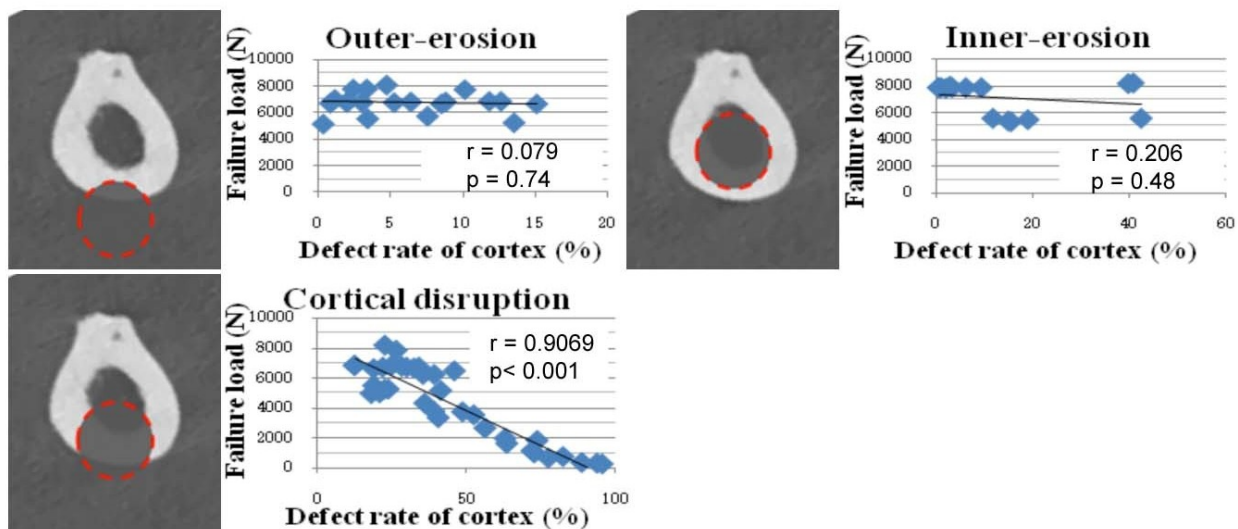 Outer-erosion
Failure load (N)
10000
8000
6000
4000
2000
0
r = 0.079
p = 0.74
0 5 10 15 20
Defect rate of cortex (%)
Inner-erosion
Failure load (N)
10000
8000
6000
4000
2000
0
r = 0.206
p = 0.48
0 20 40 60
Defect rate of cortex (%)
Cortical disruption
Failure load (N)
10000
8000
6000
4000
2000
0
r = 0.9069
p< 0.001
0 50 100
Defect rate of cortex (%)